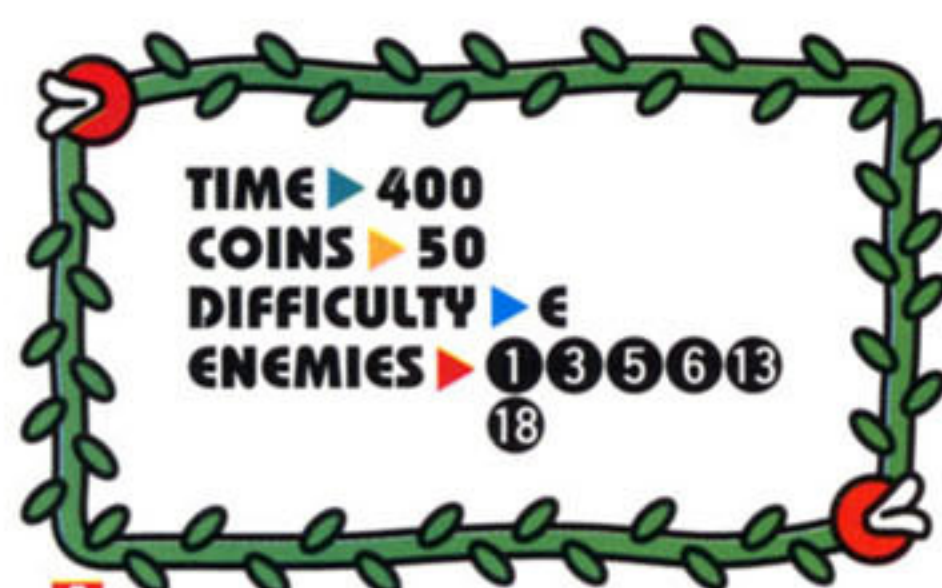 TIME ▶ 400
COINS ▶ 50
DIFFICULTY ▶ E
ENEMIES ▶ 1 3 5 6 13
18